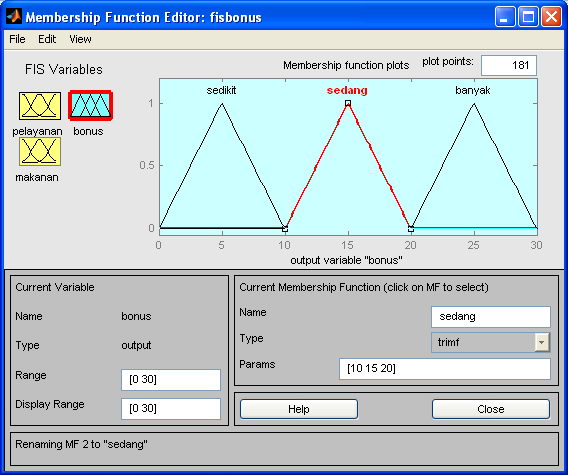 Membership Function Editor: fisbonus
File Edit View
FIS Variables
Membership function plots plot points: 181
pelayanan bonus
makanan
sedikit sedang banyak
1
0.5
0
0 5 10 15 20 25 30
output variable "bonus"
Current Variable
Name bonus
Type output
Range [0 30]
Display Range [0 30]
Current Membership Function (click on MF to select)
Name sedang
Type trimf
Params [10 15 20]
Help Close
Renaming MF 2 to "sedang"